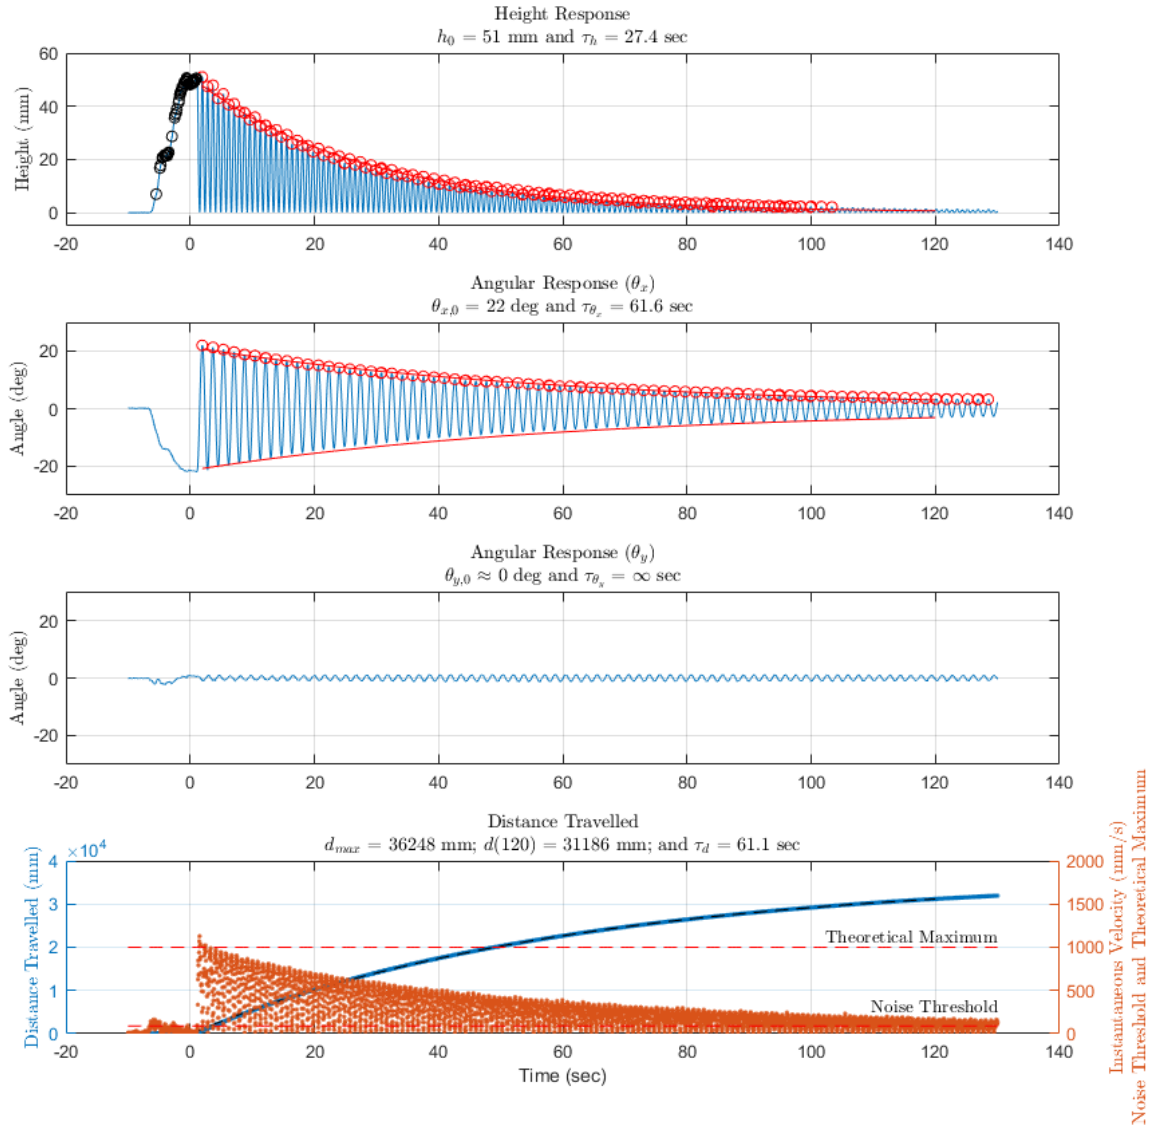 Height Response
h₀ = 51 mm and τₕ = 27.4 sec
60
40
20
0
Height (mm)
-20 0 20 40 60 80 100 120 140
Angular Response (θₓ)
θₓ,₀ = 22 deg and τ_θₓ = 61.6 sec
20
0
-20
Angle (deg)
-20 0 20 40 60 80 100 120 140
Angular Response (θ_y)
θ_y,₀ ≈ 0 deg and τ_θ_y = ∞ sec
20
0
-20
Angle (deg)
-20 0 20 40 60 80 100 120 140
Distance Travelled
d_max = 36248 mm; d(120) = 31186 mm; and τ_d = 61.1 sec
×10⁴
4
3
2
1
0
Distance Travelled (mm)
Theoretical Maximum
Noise Threshold
2000
1500
1000
500
0
Instantaneous Velocity (mm/s)
Noise Threshold and Theoretical Maximum
-20 0 20 40 60 80 100 120 140
Time (sec)